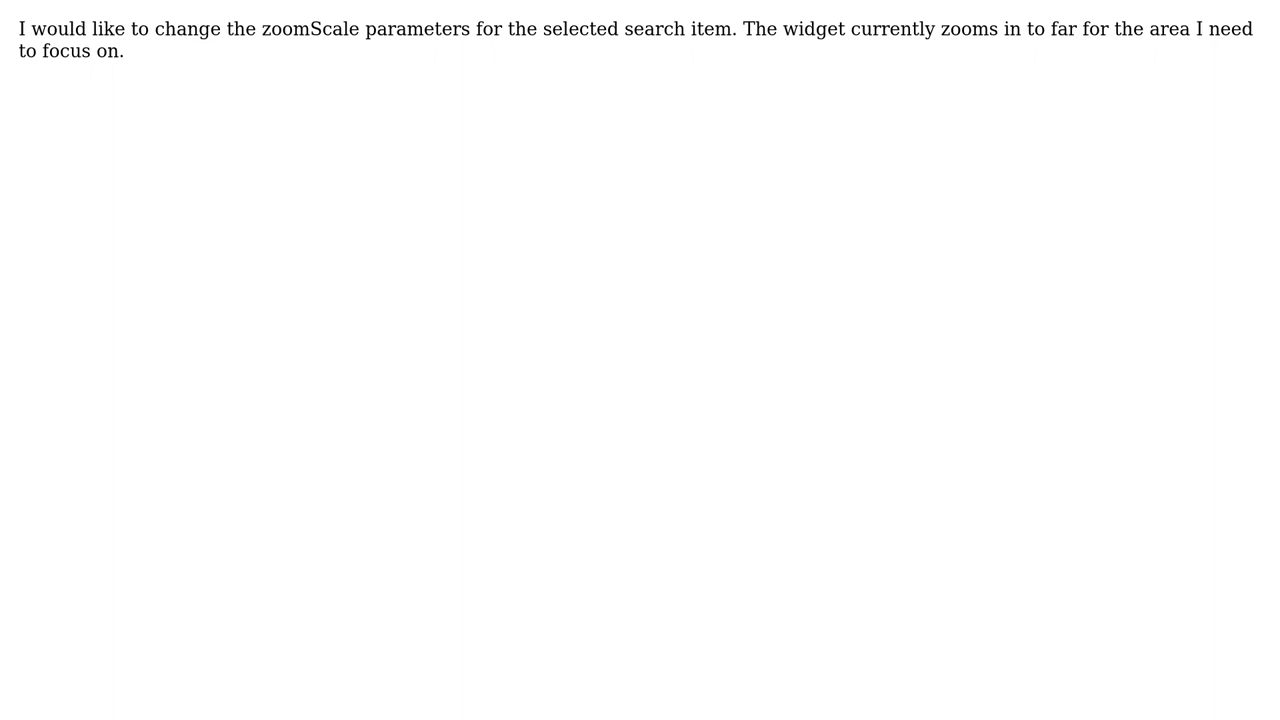 I would like to change the zoomScale parameters for the selected search item. The widget currently zooms in to far for the area I need
to focus on.